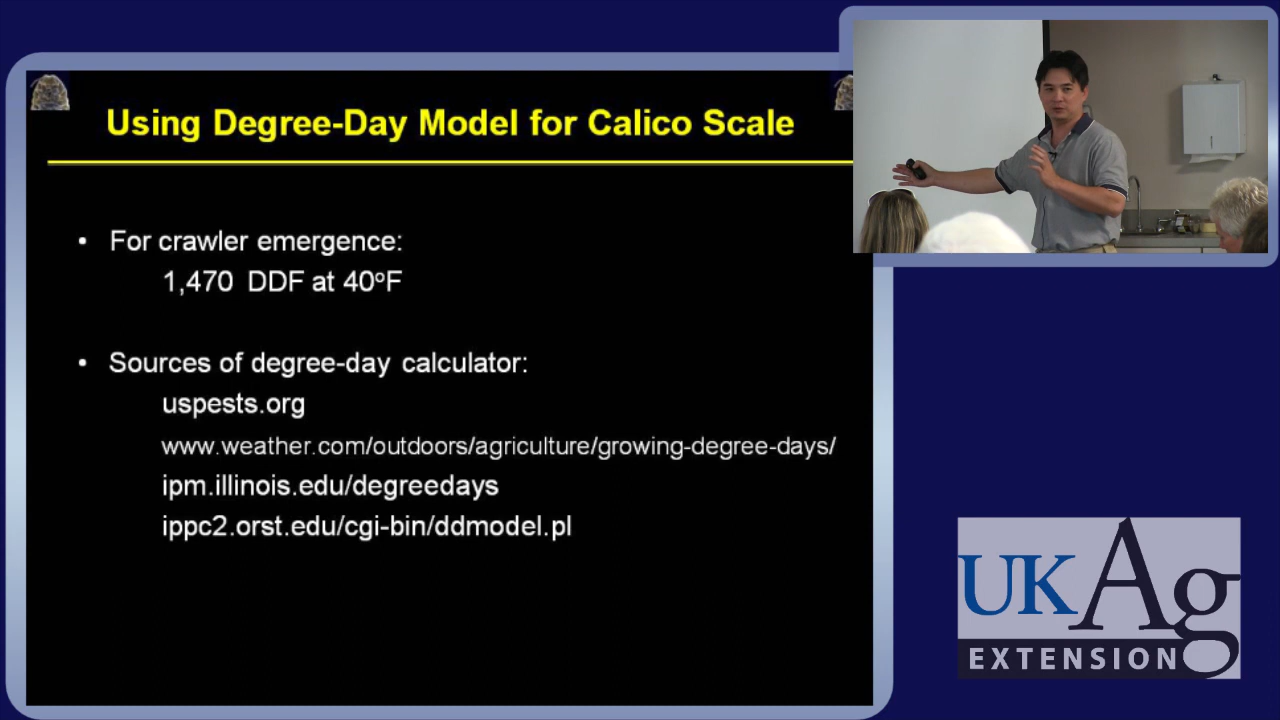 Using Degree-Day Model for Calico Scale
• For crawler emergence:
1,470 DDF at 40°F
• Sources of degree-day calculator:
uspests.org
www.weather.com/outdoors/agriculture/growing-degree-days/
ipm.illinois.edu/degreedays
ippc2.orst.edu/cgi-bin/ddmodel.pl
UKAg
EXTENSION